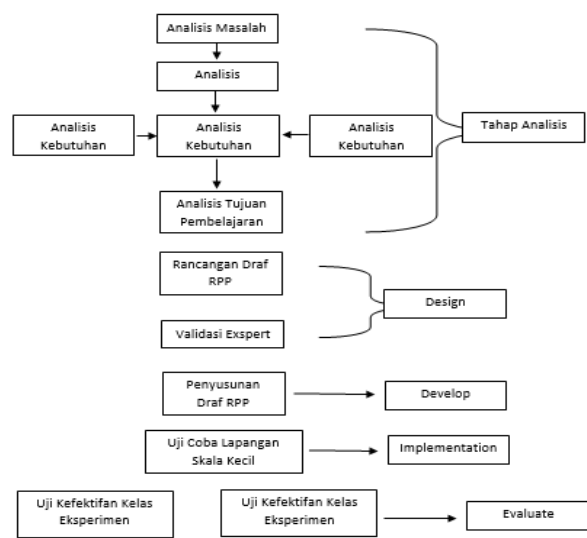 Analisis Masalah
Analisis
Analisis
Kebutuhan
Analisis
Kebutuhan
Analisis
Kebutuhan
Tahap Analisis
Analisis Tujuan
Pembelajaran
Rancangan Draf
RPP
Design
Validasi Exspert
Penyusunan
Draf RPP
Develop
Uji Coba Lapangan
Skala Kecil
Implementation
Uji Kefektifan Kelas
Eksperimen
Uji Kefektifan Kelas
Eksperimen
Evaluate